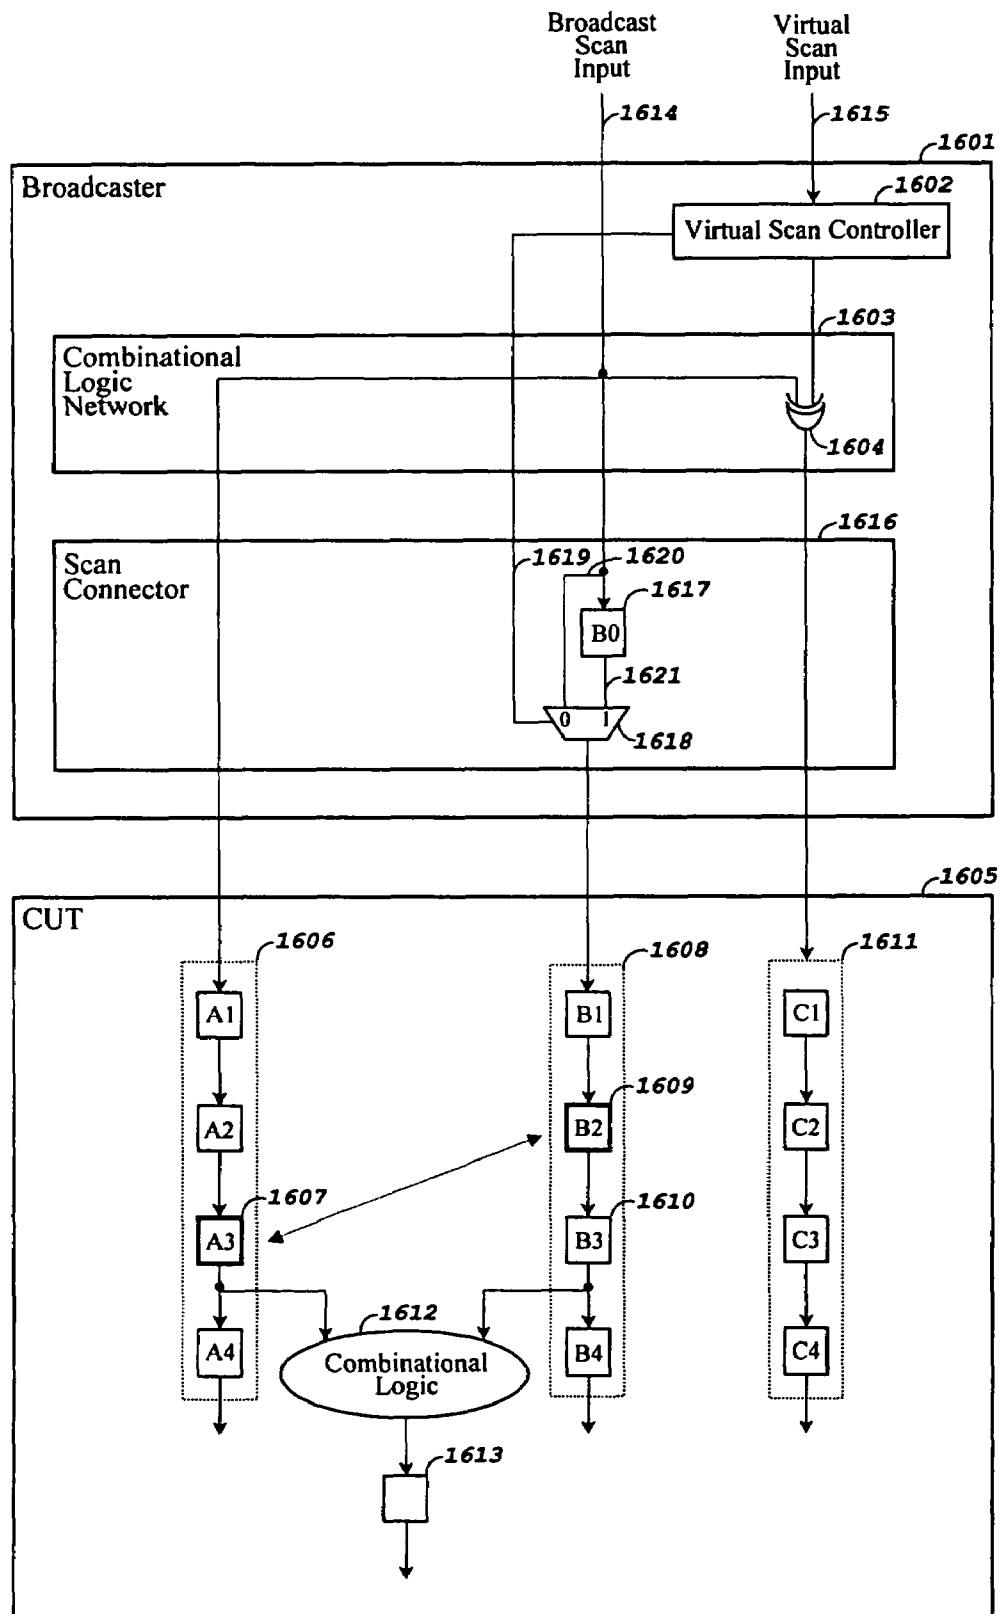 Broadcast
Scan
Input
Virtual
Scan
Input
1614
1615
1601
Broadcaster
1602
Virtual Scan Controller
1603
Combinational
Logic
Network
1604
1616
Scan
Connector
1619
1620
1617
B0
1621
0 1
1618
1605
CUT
1606
1608
1611
A1
B1
C1
1609
A2
B2
C2
1607
1610
A3
B3
C3
1612
A4
Combinational
Logic
B4
C4
1613